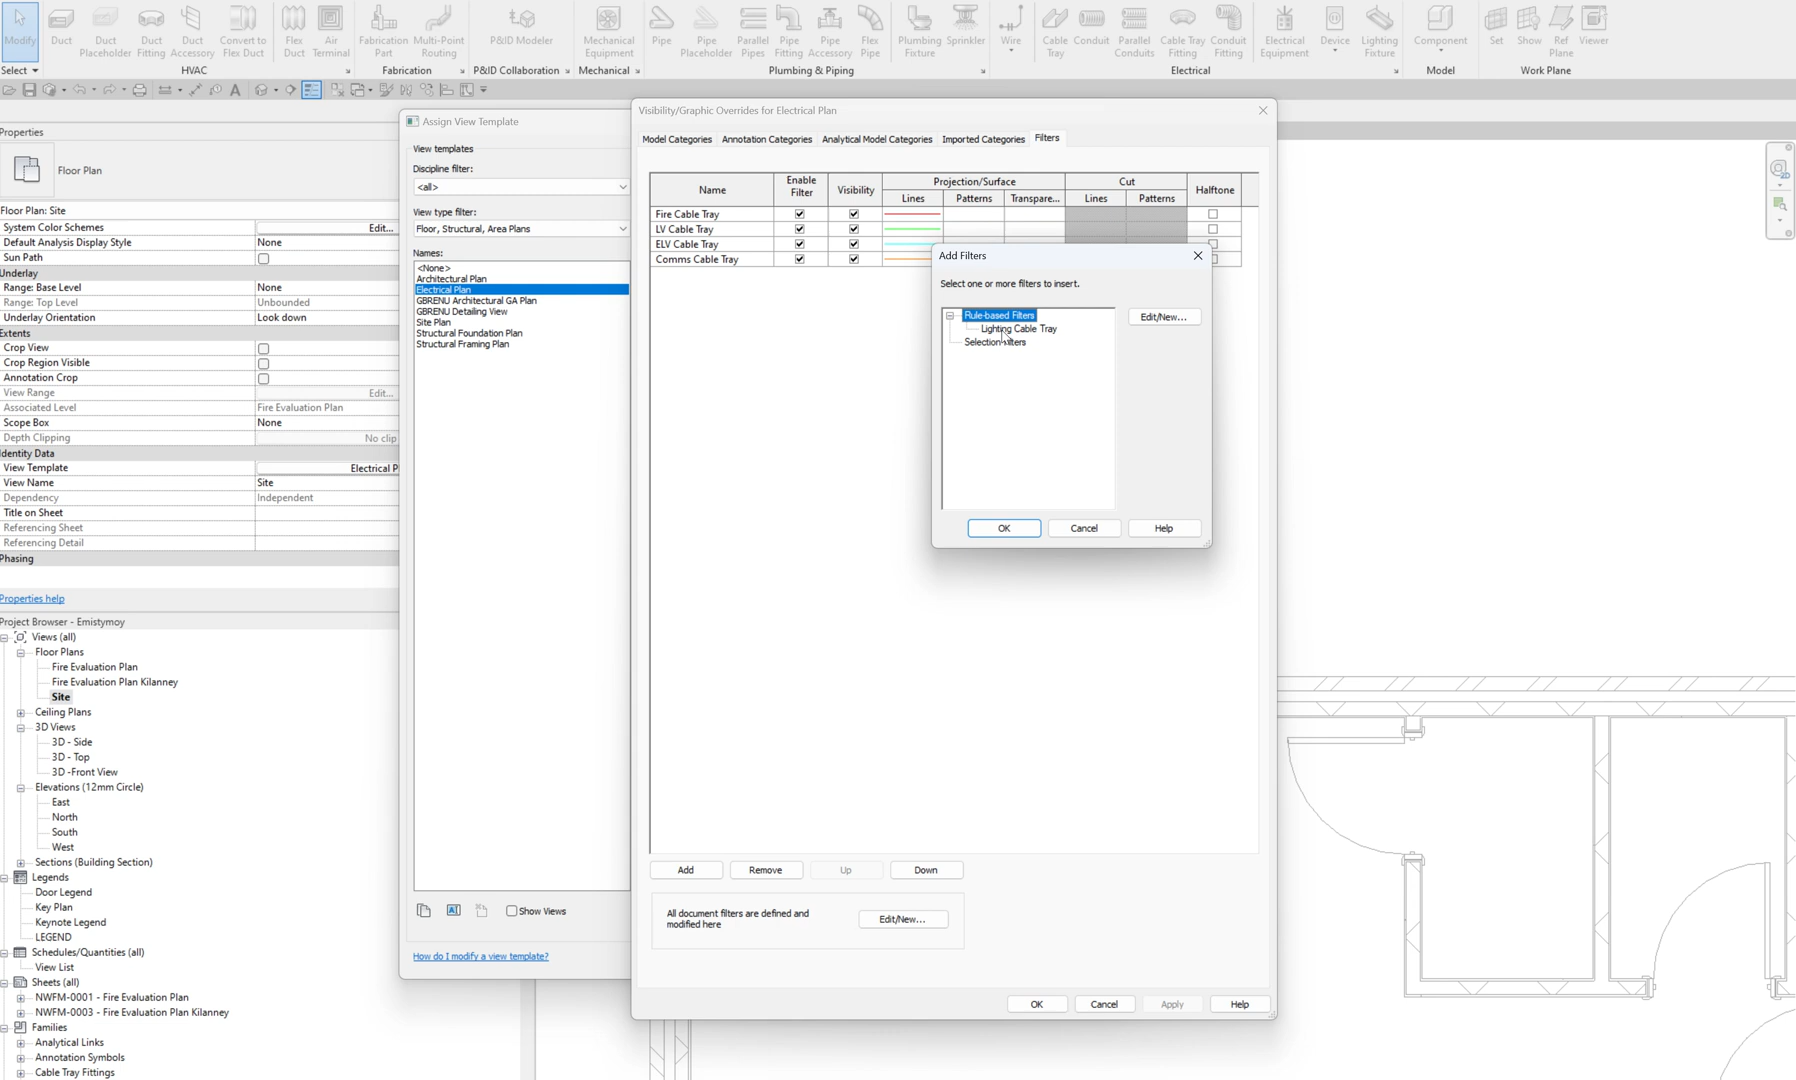 Modify
Duct
Duct Placeholder
Duct Fitting
Duct Accessory
Convert to Flex Duct
Flex Duct
Air Terminal
Fabrication Part
Multi-Point Routing
P&ID Modeler
Mechanical Equipment
Pipe
Pipe Placeholder
Parallel Pipes
Pipe Fitting
Pipe Accessory
Flex Pipe
Plumbing Fixture
Sprinkler
Wire
Cable Tray
Conduit
Parallel Conduits
Cable Tray Fitting
Conduit Fitting
Electrical Equipment
Device
Lighting Fixture
Component
Set
Show
Ref Plane
Viewer
Select
HVAC
Fabrication
P&ID Collaboration
Mechanical
Plumbing & Piping
Electrical
Model
Work Plane
Properties
Floor Plan
Floor Plan: Site
System Color Schemes Edit...
Default Analysis Display Style None
Sun Path
Underlay
Range: Base Level None
Range: Top Level Unbounded
Underlay Orientation Look down
Extents
Crop View
Crop Region Visible
Annotation Crop
View Range Edit...
Associated Level Fire Evaluation Plan
Scope Box None
Depth Clipping No clip
Identity Data
View Template Electrical P
View Name Site
Dependency Independent
Title on Sheet
Referencing Sheet
Referencing Detail
Phasing
Properties help
Project Browser - Emistymoy
Views (all)
Floor Plans
Fire Evaluation Plan
Fire Evaluation Plan Kilanney
Site
Ceiling Plans
3D Views
3D - Side
3D - Top
3D -Front View
Elevations (12mm Circle)
East
North
South
West
Sections (Building Section)
Legends
Door Legend
Key Plan
Keynote Legend
LEGEND
Schedules/Quantities (all)
View List
Sheets (all)
NWFM-0001 - Fire Evaluation Plan
NWFM-0003 - Fire Evaluation Plan Kilanney
Families
Analytical Links
Annotation Symbols
Cable Tray Fittings
Assign View Template
View templates
Discipline filter:
<all>
View type filter:
Floor, Structural, Area Plans
Names:
<None>
Architectural Plan
Electrical Plan
GBRENU Architectural GA Plan
GBRENU Detailing View
Site Plan
Structural Foundation Plan
Structural Framing Plan
Show Views
How do I modify a view template?
Visibility/Graphic Overrides for Electrical Plan
Model Categories Annotation Categories Analytical Model Categories Imported Categories Filters
Name Enable Filter Visibility Projection/Surface Cut Halftone
Lines Patterns Transpare... Lines Patterns
Fire Cable Tray
LV Cable Tray
ELV Cable Tray
Comms Cable Tray
Add Remove Up Down
All document filters are defined and
modified here
Edit/New...
OK Cancel Apply Help
Add Filters
Select one or more filters to insert.
Rule-based Filters
Lighting Cable Tray
Selection Filters
Edit/New...
OK Cancel Help